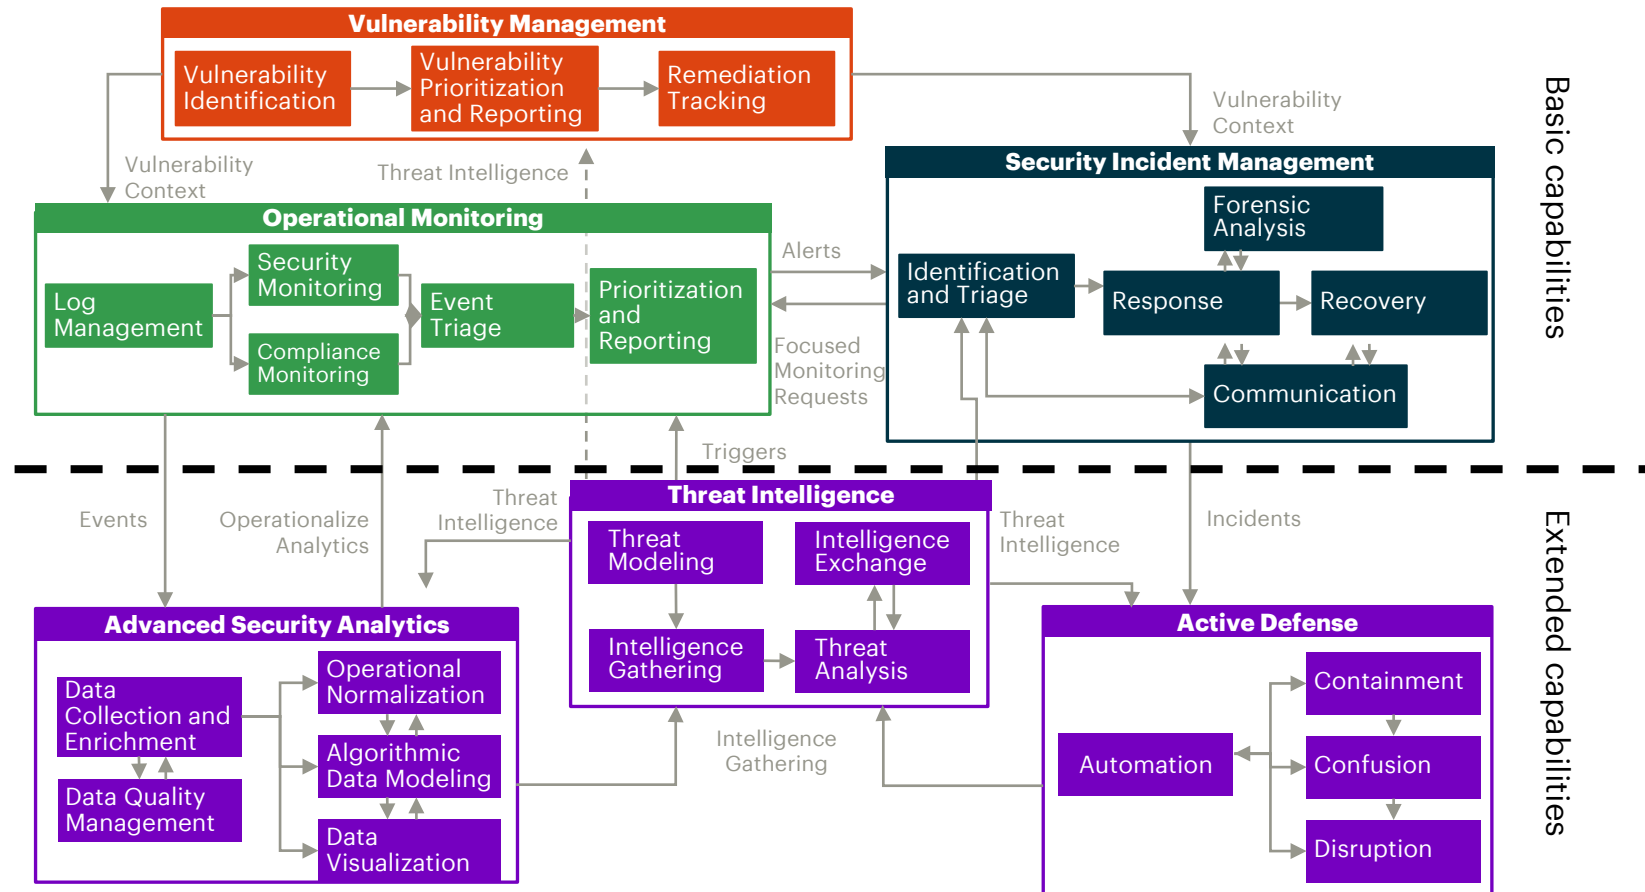 Vulnerability Management
Vulnerability
Identification
Vulnerability
Prioritization
and Reporting
Remediation
Tracking
Vulnerability
Context
Threat Intelligence
Vulnerability
Context
Basic capabilities
Operational Monitoring
Log
Management
Security
Monitoring
Compliance
Monitoring
Event
Triage
Prioritization
and
Reporting
Alerts
Focused
Monitoring
Requests
Security Incident Management
Identification
and Triage
Forensic
Analysis
Response
Recovery
Communication
Triggers
Events
Operationalize
Analytics
Threat
Intelligence
Threat Intelligence
Threat
Modeling
Intelligence
Exchange
Intelligence
Gathering
Threat
Analysis
Threat
Intelligence
Incidents
Extended capabilities
Advanced Security Analytics
Data
Collection and
Enrichment
Data Quality
Management
Operational
Normalization
Algorithmic
Data Modeling
Data
Visualization
Intelligence
Gathering
Active Defense
Automation
Containment
Confusion
Disruption